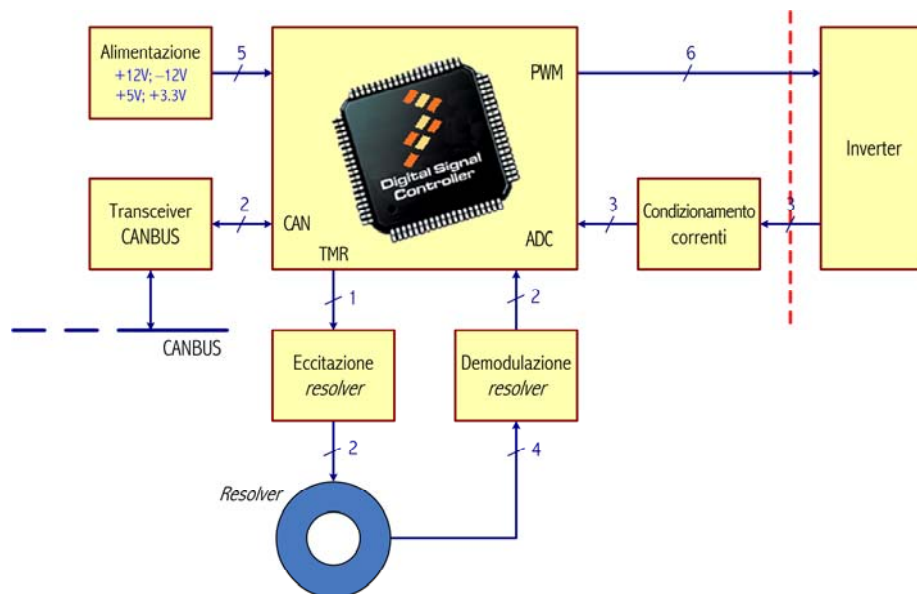 Alimentazione
+12V; –12V
+5V; +3.3V
5
PWM
6
Inverter
Digital Signal
Controller
Transceiver
CANBUS
2
CAN
TMR
ADC
3
Condizionamento
correnti
3
1
2
CANBUS
Eccitazione
resolver
Demodulazione
resolver
2
4
Resolver